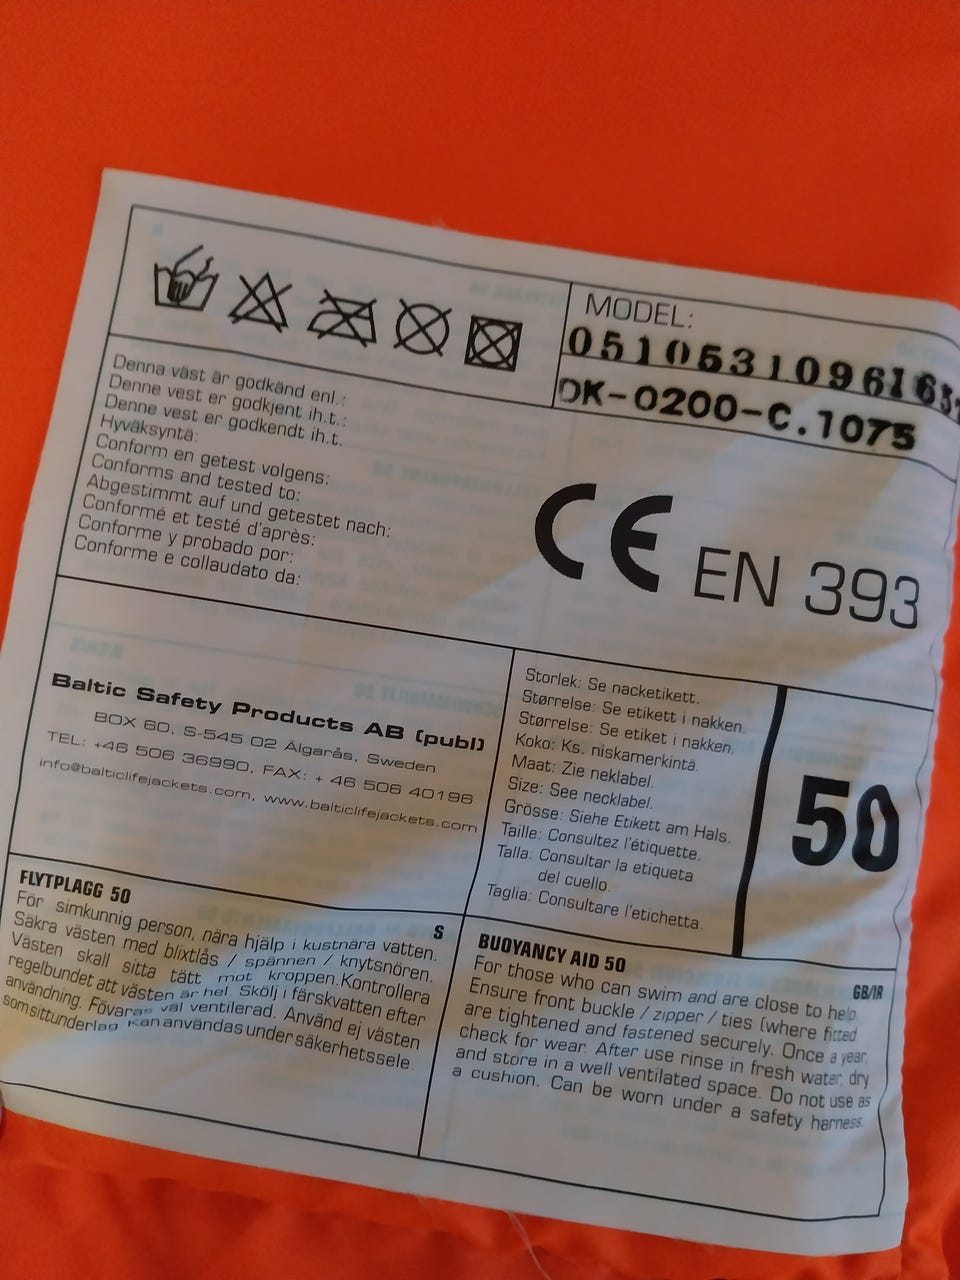 MODEL:
DK-0200-C.1075
Denna väst är godkänd enl.:
Denne vest er godkjent ih.t.:
Denne vest er godkendt ih.t.
Hyväksyntä:
Conform en getest volgens:
Conforms and tested to:
Abgestimmt auf und getestet nach:
Conformé et testé d'après:
Conforme y probado por:
Conforme e collaudato da:
CE EN 393
Baltic Safety Products AB (publ)
BOX 60, S-545 02 Älgarås, Sweden
TEL: +46 506 36990, FAX: + 46 506 40196
info@balticlifejackets.com, www.balticlifejackets.com
Storlek: Se nacketikett.
Størrelse: Se etikett i nakken.
Størrelse: Se etiket i nakken.
Koko: Ks. niskamerkintä.
Maat: Zie neklabel.
Size: See necklabel.
Grösse: Siehe Etikett am Hals.
Taille: Consultez l'étiquette.
Talla: Consultar la etiqueta
del cuello.
Taglia: Consultare l'etichetta.
50
FLYTPLAGG 50
S
För simkunnig person, nära hjälp i kustnära vatten.
Säkra västen med blixtlås / spännen / knytsnören.
Västen skall sitta tätt mot kroppen.Kontrollera
regelbundet att västen är hel. Skölj i färskvatten efter
användning. Förvaras väl ventilerad. Använd ej västen
som sittunderlag Kan användas under säkerhetssele.
BUOYANCY AID 50
GB/IR
For those who can swim and are close to help
Ensure front buckle / zipper / ties (where fitted
are tightened and fastened securely. Once a year,
check for wear. After use rinse in fresh water, dry
and store in a well ventilated space. Do not use as
a cushion. Can be worn under a safety harness.